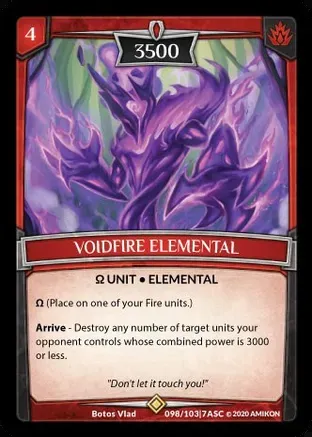 4
3500
VOIDFIRE ELEMENTAL
Ω UNIT • ELEMENTAL
Ω (Place on one of your Fire units.)
Arrive - Destroy any number of target units your
opponent controls whose combined power is 3000
or less.
"Don't let it touch you!"
Botos Vlad 098/103|7ASC ©2020 AMIKON